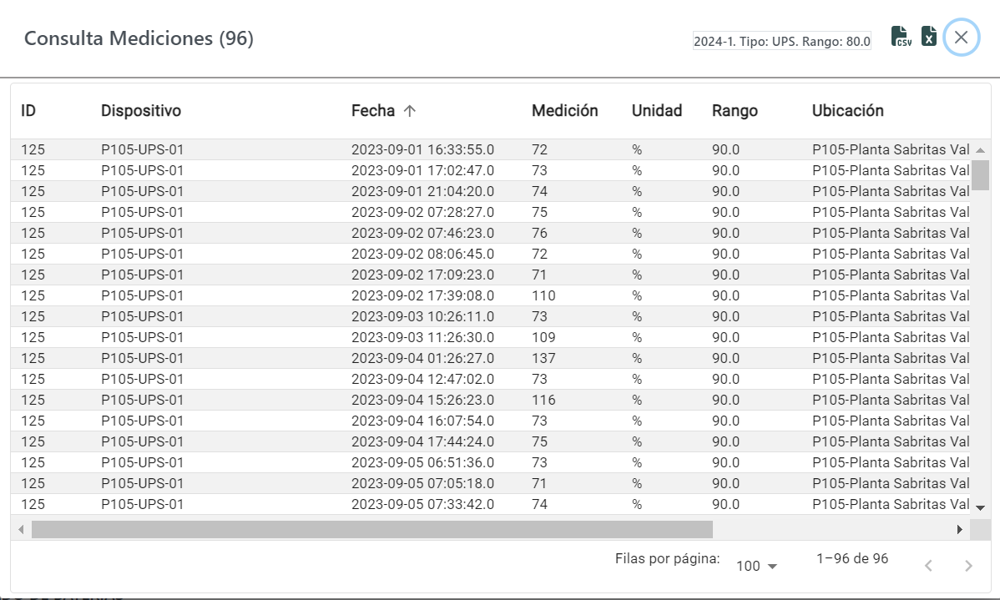 Consulta Mediciones (96)
2024-1. Tipo: UPS. Rango: 80.0
CSV
X
ID Dispositivo Fecha Medición Unidad Rango Ubicación
125 P105-UPS-01 2023-09-01 16:33:55.0 72 % 90.0 P105-Planta Sabritas Val
125 P105-UPS-01 2023-09-01 17:02:47.0 73 % 90.0 P105-Planta Sabritas Val
125 P105-UPS-01 2023-09-01 21:04:20.0 74 % 90.0 P105-Planta Sabritas Val
125 P105-UPS-01 2023-09-02 07:28:27.0 75 % 90.0 P105-Planta Sabritas Val
125 P105-UPS-01 2023-09-02 07:46:23.0 76 % 90.0 P105-Planta Sabritas Val
125 P105-UPS-01 2023-09-02 08:06:45.0 72 % 90.0 P105-Planta Sabritas Val
125 P105-UPS-01 2023-09-02 17:09:23.0 71 % 90.0 P105-Planta Sabritas Val
125 P105-UPS-01 2023-09-02 17:39:08.0 110 % 90.0 P105-Planta Sabritas Val
125 P105-UPS-01 2023-09-03 10:26:11.0 73 % 90.0 P105-Planta Sabritas Val
125 P105-UPS-01 2023-09-03 11:26:30.0 109 % 90.0 P105-Planta Sabritas Val
125 P105-UPS-01 2023-09-04 01:26:27.0 137 % 90.0 P105-Planta Sabritas Val
125 P105-UPS-01 2023-09-04 12:47:02.0 73 % 90.0 P105-Planta Sabritas Val
125 P105-UPS-01 2023-09-04 15:26:23.0 116 % 90.0 P105-Planta Sabritas Val
125 P105-UPS-01 2023-09-04 16:07:54.0 73 % 90.0 P105-Planta Sabritas Val
125 P105-UPS-01 2023-09-04 17:44:24.0 75 % 90.0 P105-Planta Sabritas Val
125 P105-UPS-01 2023-09-05 06:51:36.0 73 % 90.0 P105-Planta Sabritas Val
125 P105-UPS-01 2023-09-05 07:05:18.0 71 % 90.0 P105-Planta Sabritas Val
125 P105-UPS-01 2023-09-05 07:33:42.0 74 % 90.0 P105-Planta Sabritas Val
Filas por página: 100 1–96 de 96